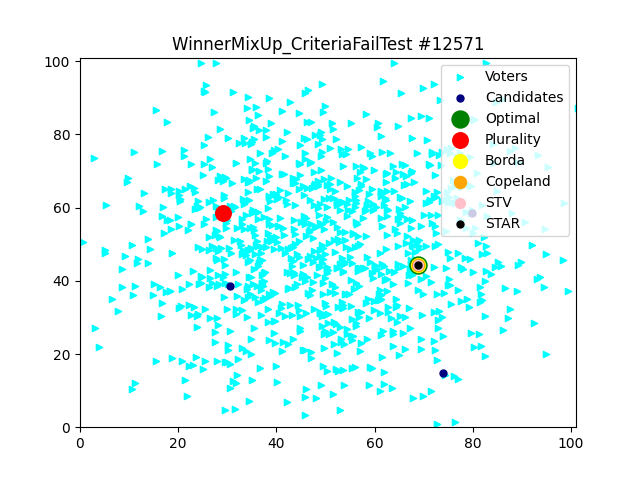 WinnerMixUp_CriteriaFailTest #12571
100
80
60
40
20
0
0 20 40 60 80 100
Voters
Candidates
Optimal
Plurality
Borda
Copeland
STV
STAR